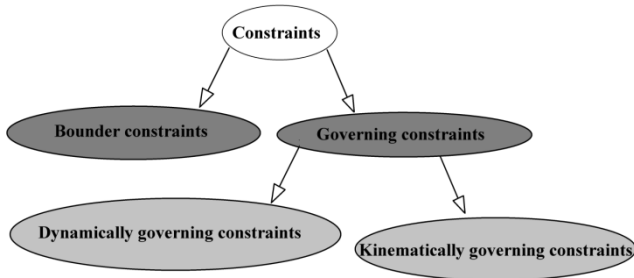 Constraints
Bounder constraints
Governing constraints
Dynamically governing constraints
Kinematically governing constraints